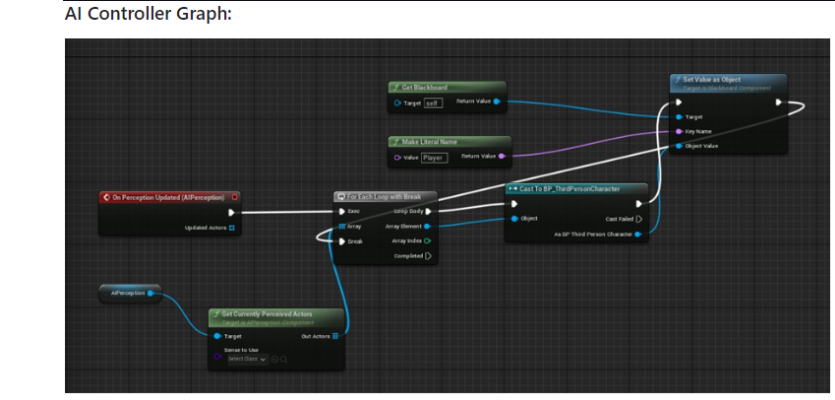 AI Controller Graph:
Get Blackboard
Target self
Return Value
Make Literal Name
Value Player
Return Value
Set Value as Object
Target is Blackboard Component
Target
Key Name
Object Value
On Perception Updated (AIPerception)
Updated Actors
For Each Loop with Break
Exec
Loop Body
Array
Array Element
Break
Array Index
Completed
Cast To BP_ThirdPersonCharacter
Object
Cast Failed
As BP Third Person Character
AIPerception
Get Currently Perceived Actors
Target is AIPerception Component
Target
Out Actors
Sense to Use
Select Class